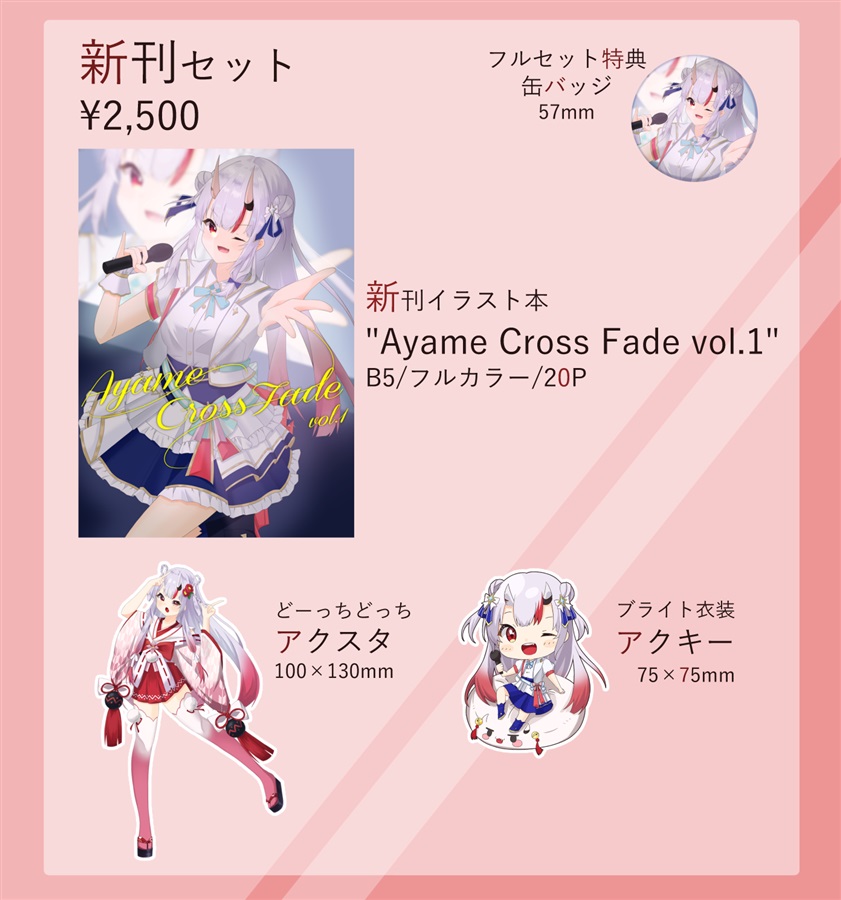 新刊セット
¥2,500
フルセット特典
缶バッジ
57mm
Ayame
Cross Fade
vol.1
新刊イラスト本
"Ayame Cross Fade vol.1"
B5/フルカラー/20P
どーっちどっち
アクスタ
100×130mm
ブライト衣装
アクキー
75×75mm